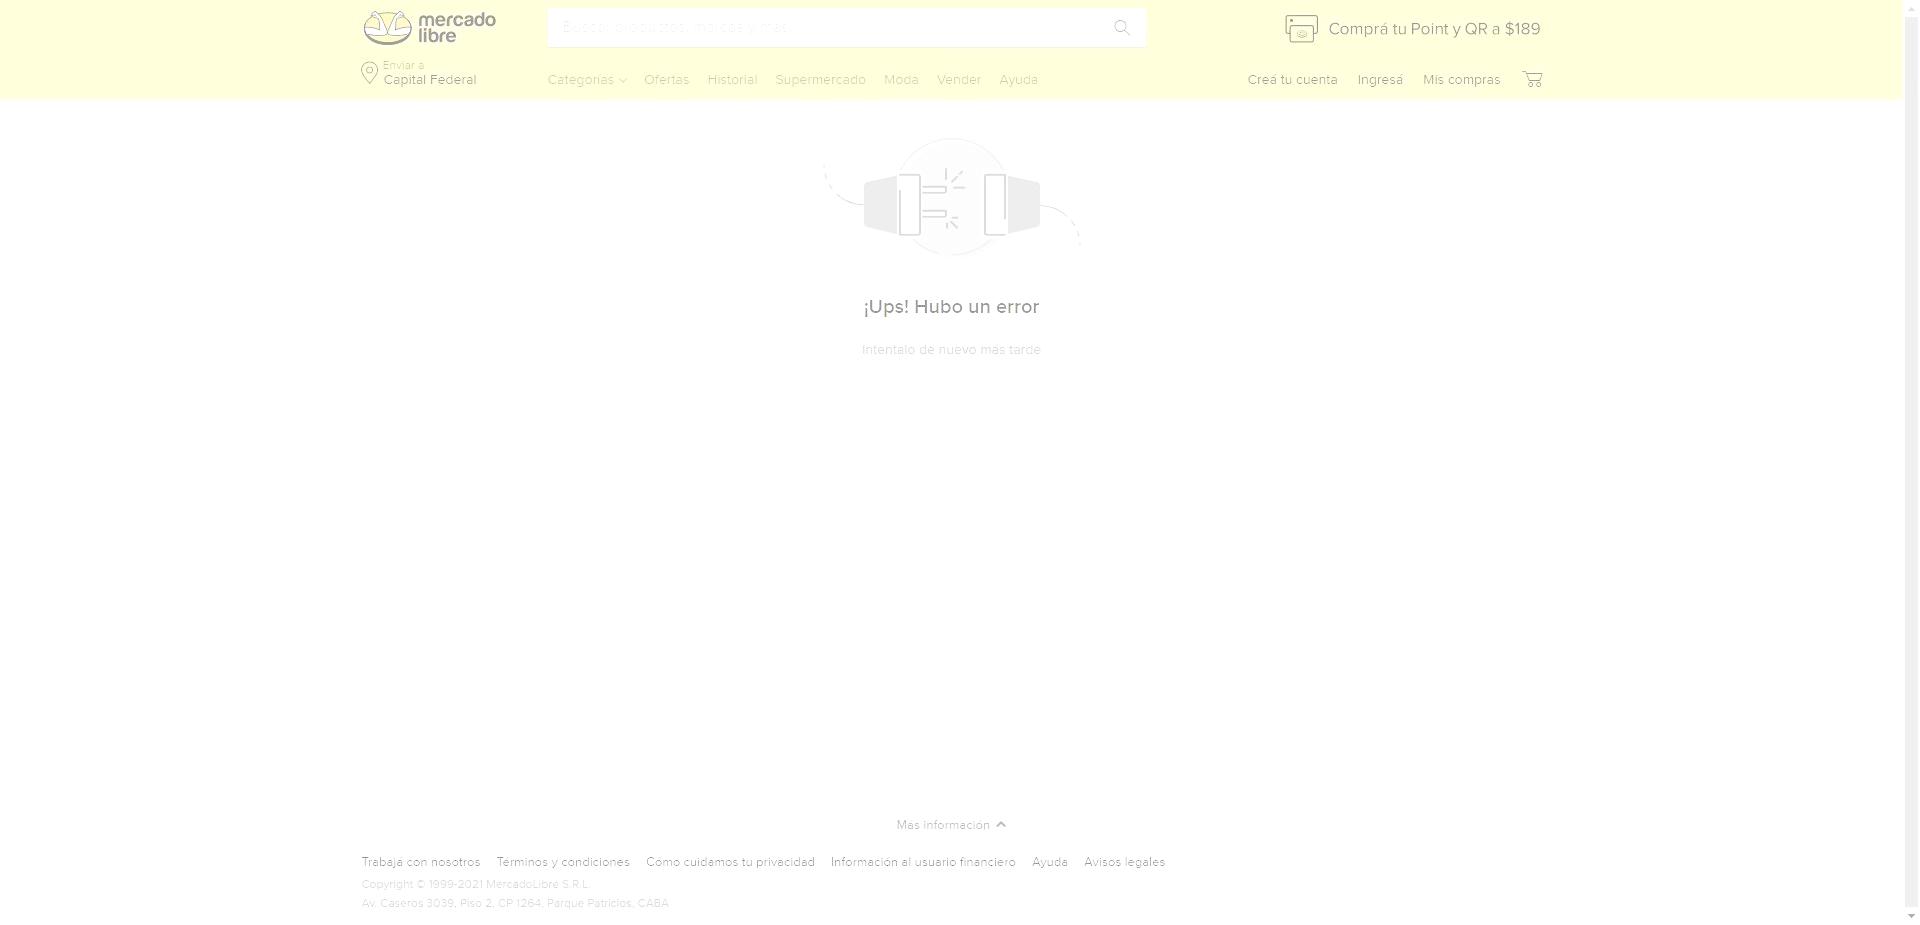 mercado libre
Buscar productos, marcas y más...
Comprá tu Point y QR a $189
Enviar a
Capital Federal
Categorías
Ofertas
Historial
Supermercado
Moda
Vender
Ayuda
Creá tu cuenta
Ingresá
Mis compras
¡Ups! Hubo un error
Inténtalo de nuevo más tarde
Más información
Trabaja con nosotros
Términos y condiciones
Cómo cuidamos tu privacidad
Información al usuario financiero
Ayuda
Avisos legales
Copyright © 1999-2021 MercadoLibre S.R.L.
Av. Caseros 3039, Piso 2, CP 1264, Parque Patricios, CABA